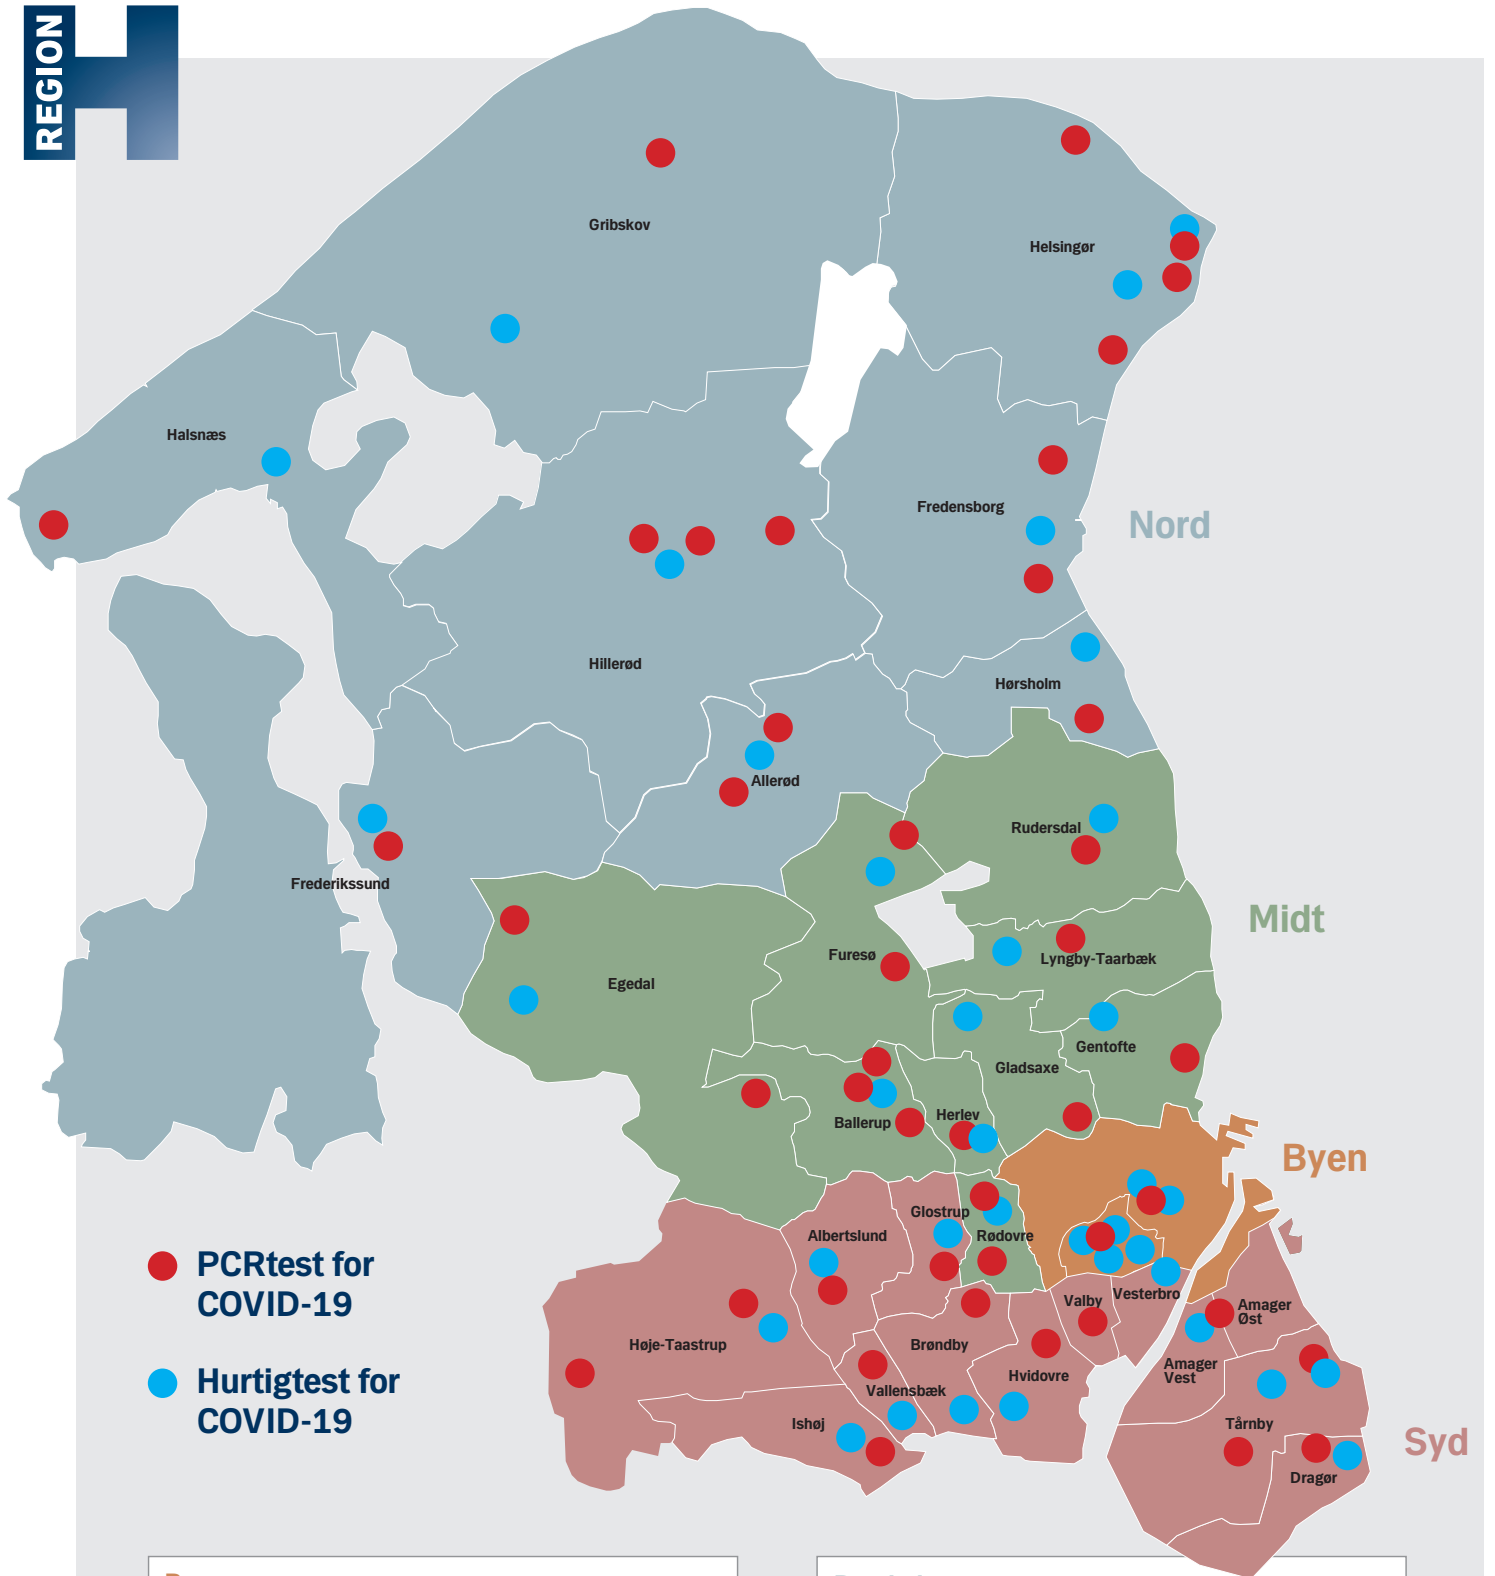 REGION
H
Gribskov
Helsingør
Halsnæs
Fredensborg
Nord
Hillerød
Hørsholm
Allerød
Rudersdal
Frederikssund
Midt
Furesø
Lyngby-Taarbæk
Egedal
Gentofte
Gladsaxe
Herlev
Ballerup
Byen
Glostrup
Albertslund
Rødovre
PCRtest for
COVID-19
Vesterbro
Valby
Amager
Øst
Høje-Taastrup
Brøndby
Amager
Vest
Hvidovre
Hurtigtest for
COVID-19
Vallensbæk
Ishøj
Tårnby
Syd
Dragør